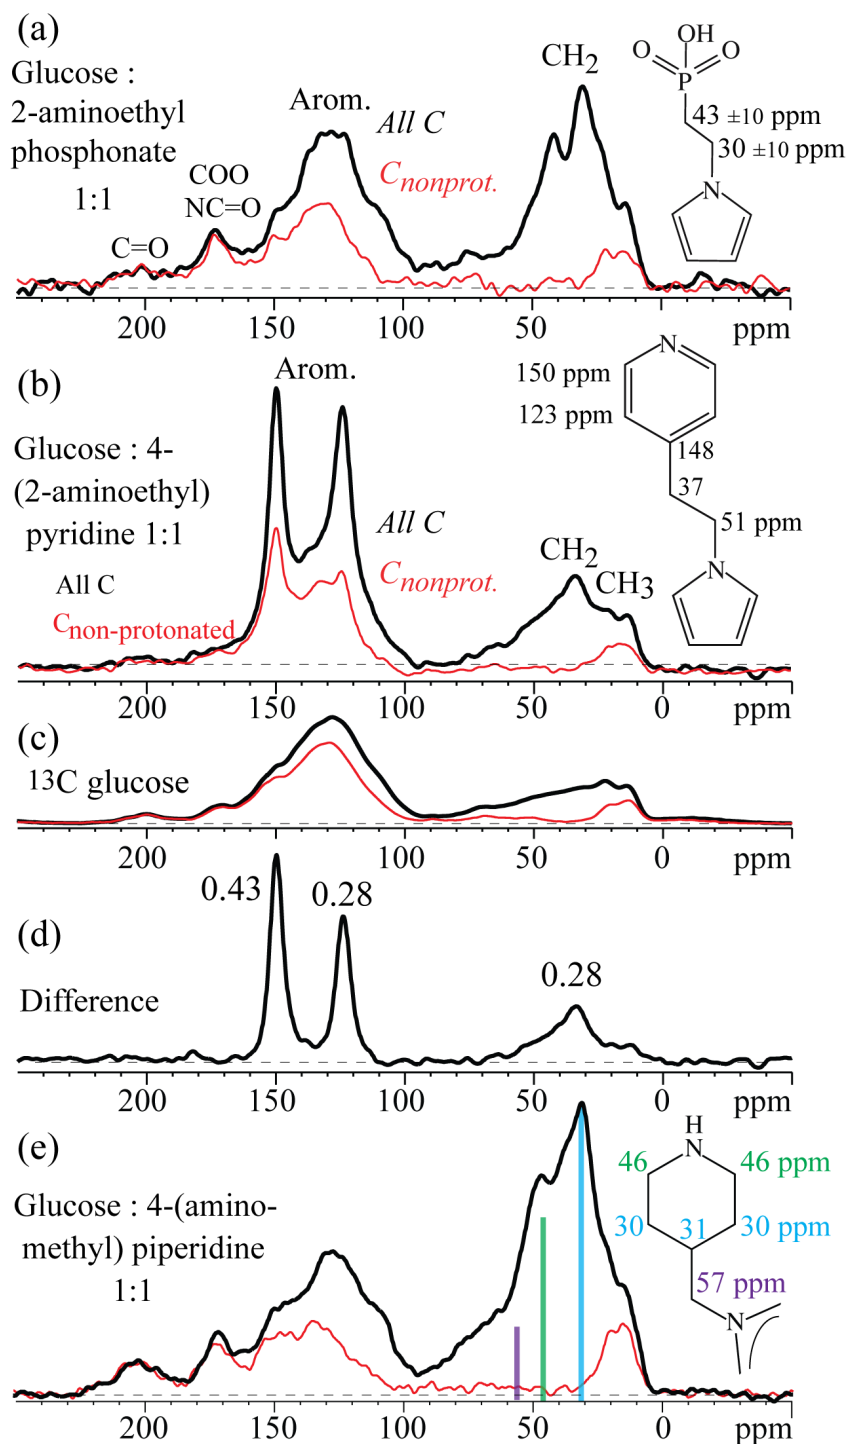 (a)
Glucose :
2-aminoethyl
phosphonate
1:1
C=O
COO
NC=O
Arom.
All C
Cnonprot.
CH2
OH
O
P
O
43 ±10 ppm
30 ±10 ppm
N
200 150 100 50 0 ppm
(b)
Glucose : 4-
(2-aminoethyl)
pyridine 1:1
All C
Cnon-protonated
Arom.
All C
Cnonprot.
CH2
CH3
N
150 ppm
123 ppm
148
37
51 ppm
N
200 150 100 50 0 ppm
(c)
13C glucose
200 150 100 50 0 ppm
(d)
Difference
0.43
0.28
0.28
200 150 100 50 0 ppm
(e)
Glucose : 4-(amino-
methyl) piperidine
1:1
H
N
46 46 ppm
30 31 30 ppm
57 ppm
N
200 150 100 50 0 ppm